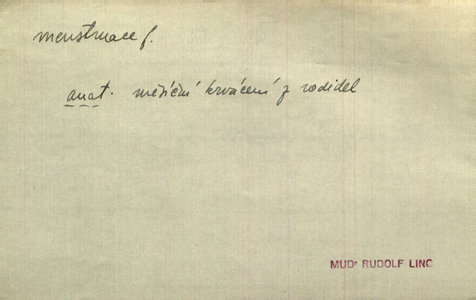 menstruace f.
anat. měsíční krvácení z rodidel
MUDr RUDOLF LINC